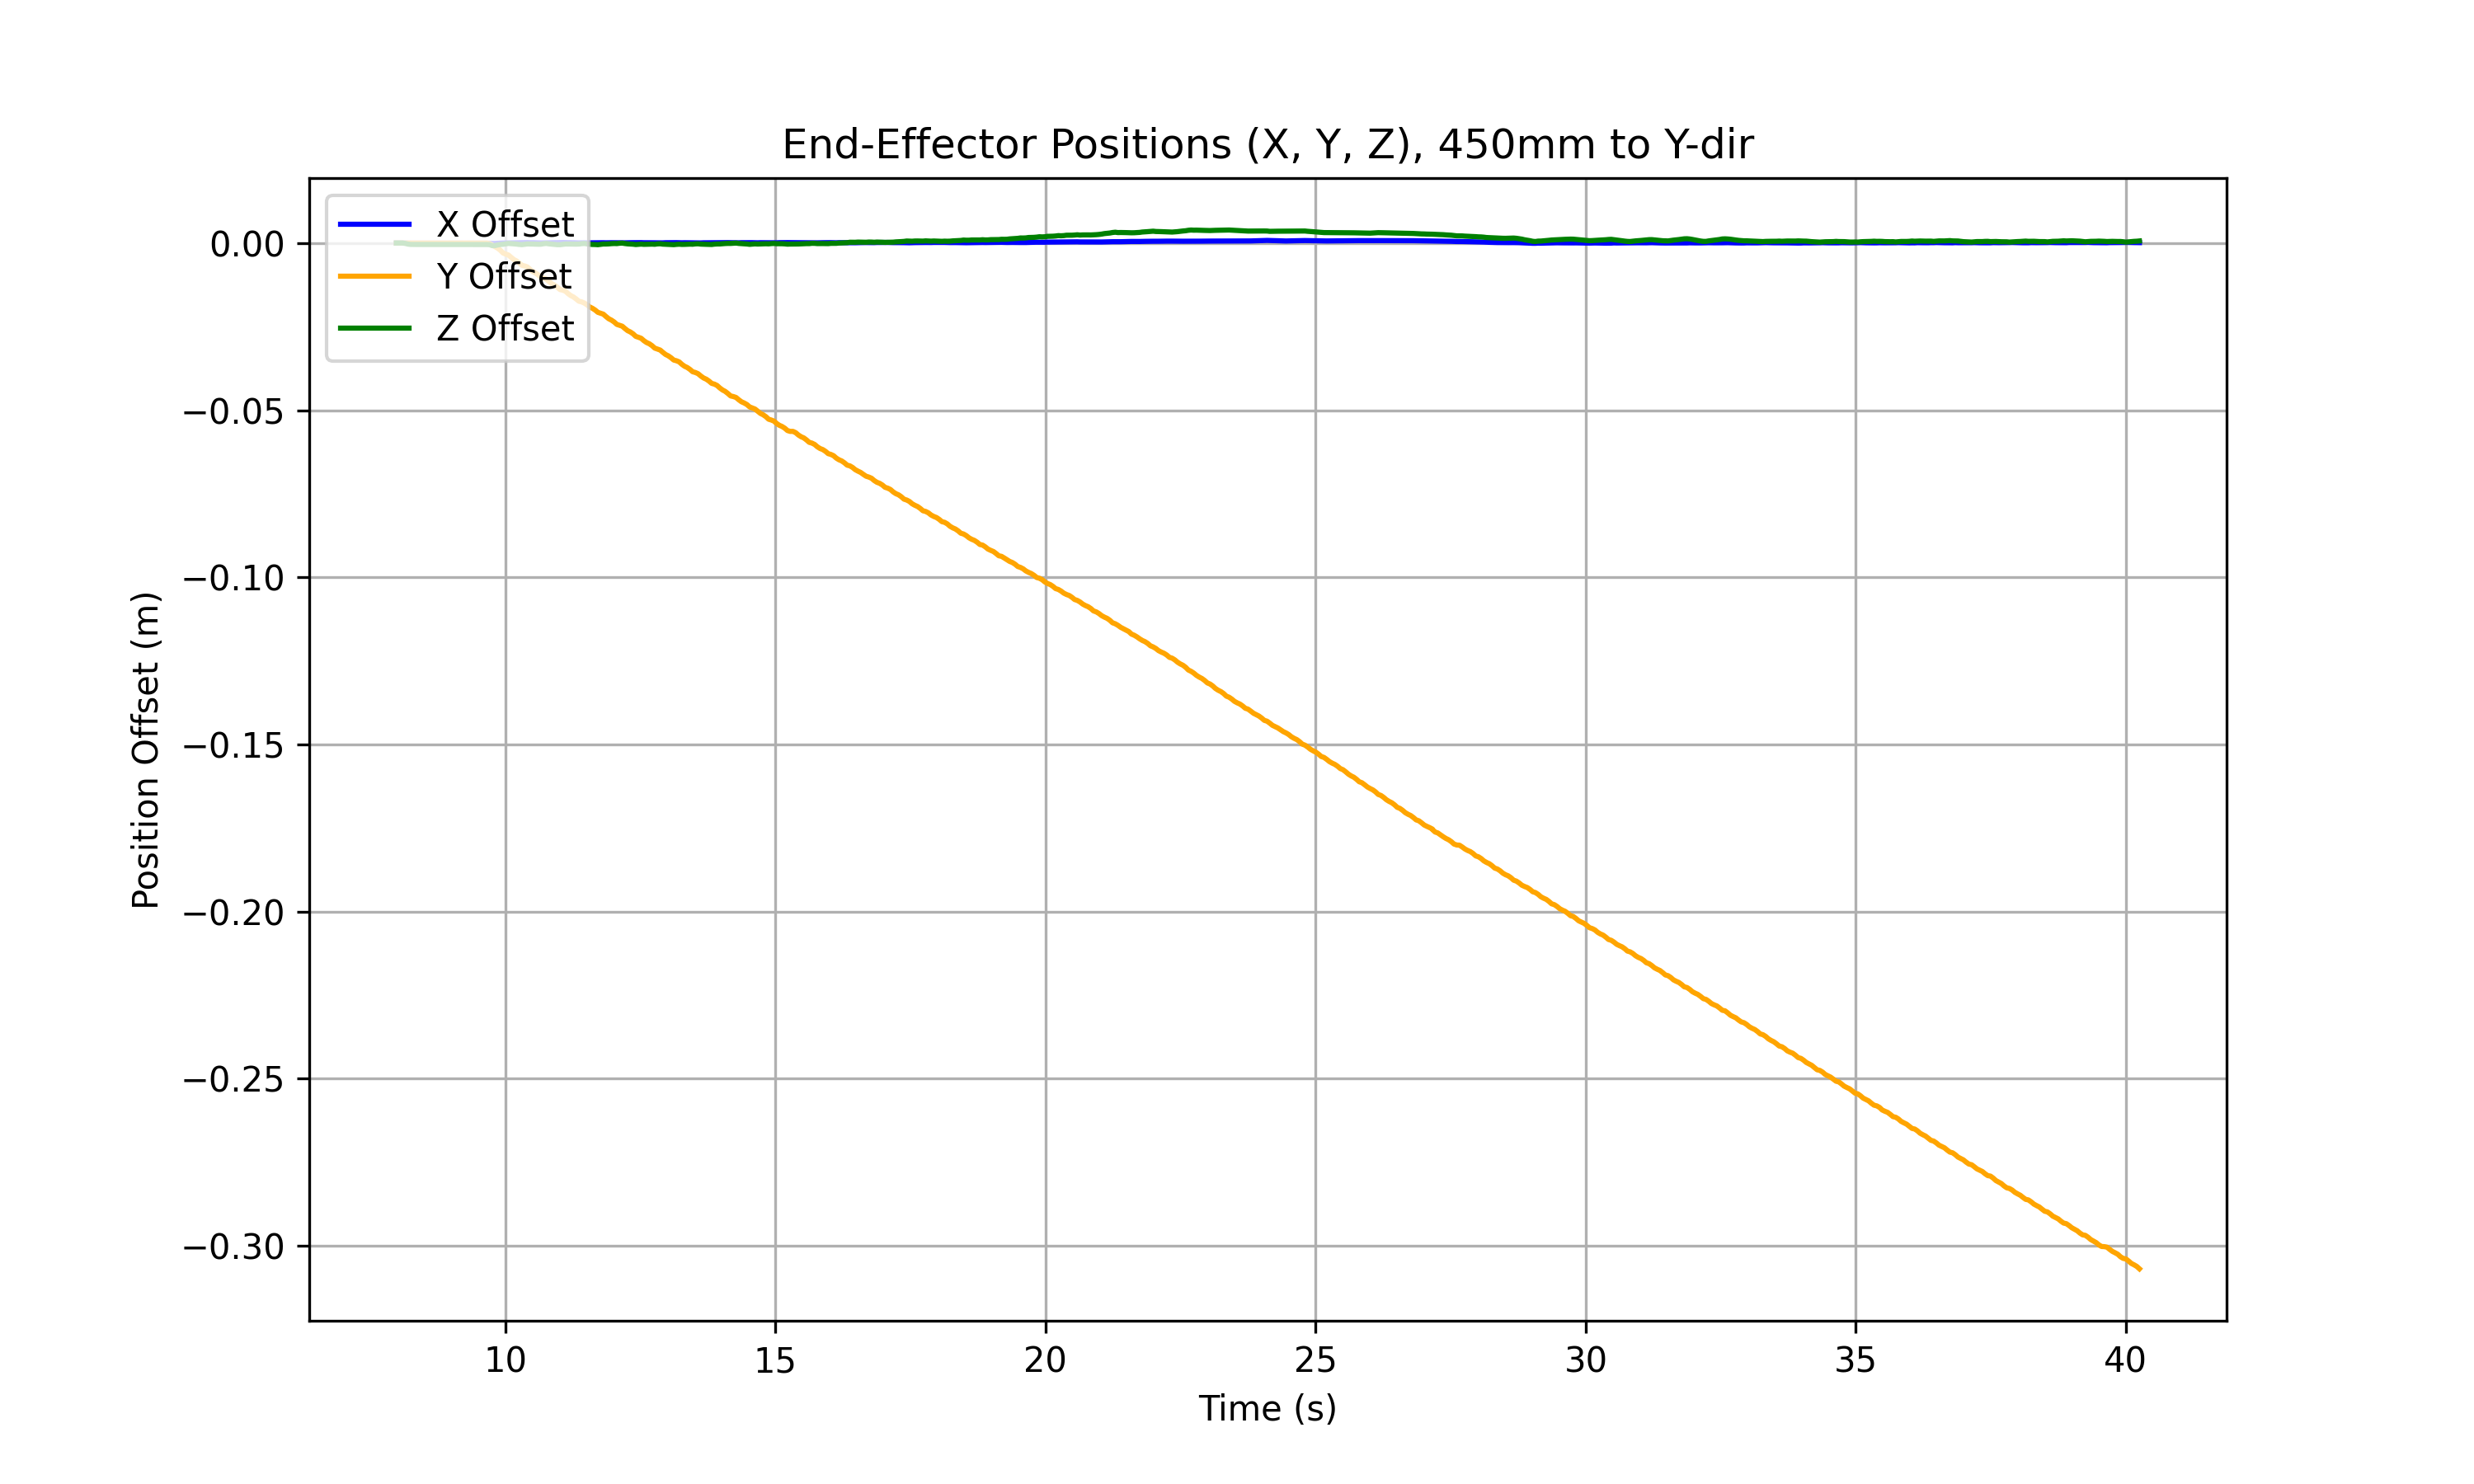 End-Effector Positions (X, Y, Z), 450mm to Y-dir
X Offset
Y Offset
Z Offset
Position Offset (m)
0.00
−0.05
−0.10
−0.15
−0.20
−0.25
−0.30
10 15 20 25 30 35 40
Time (s)